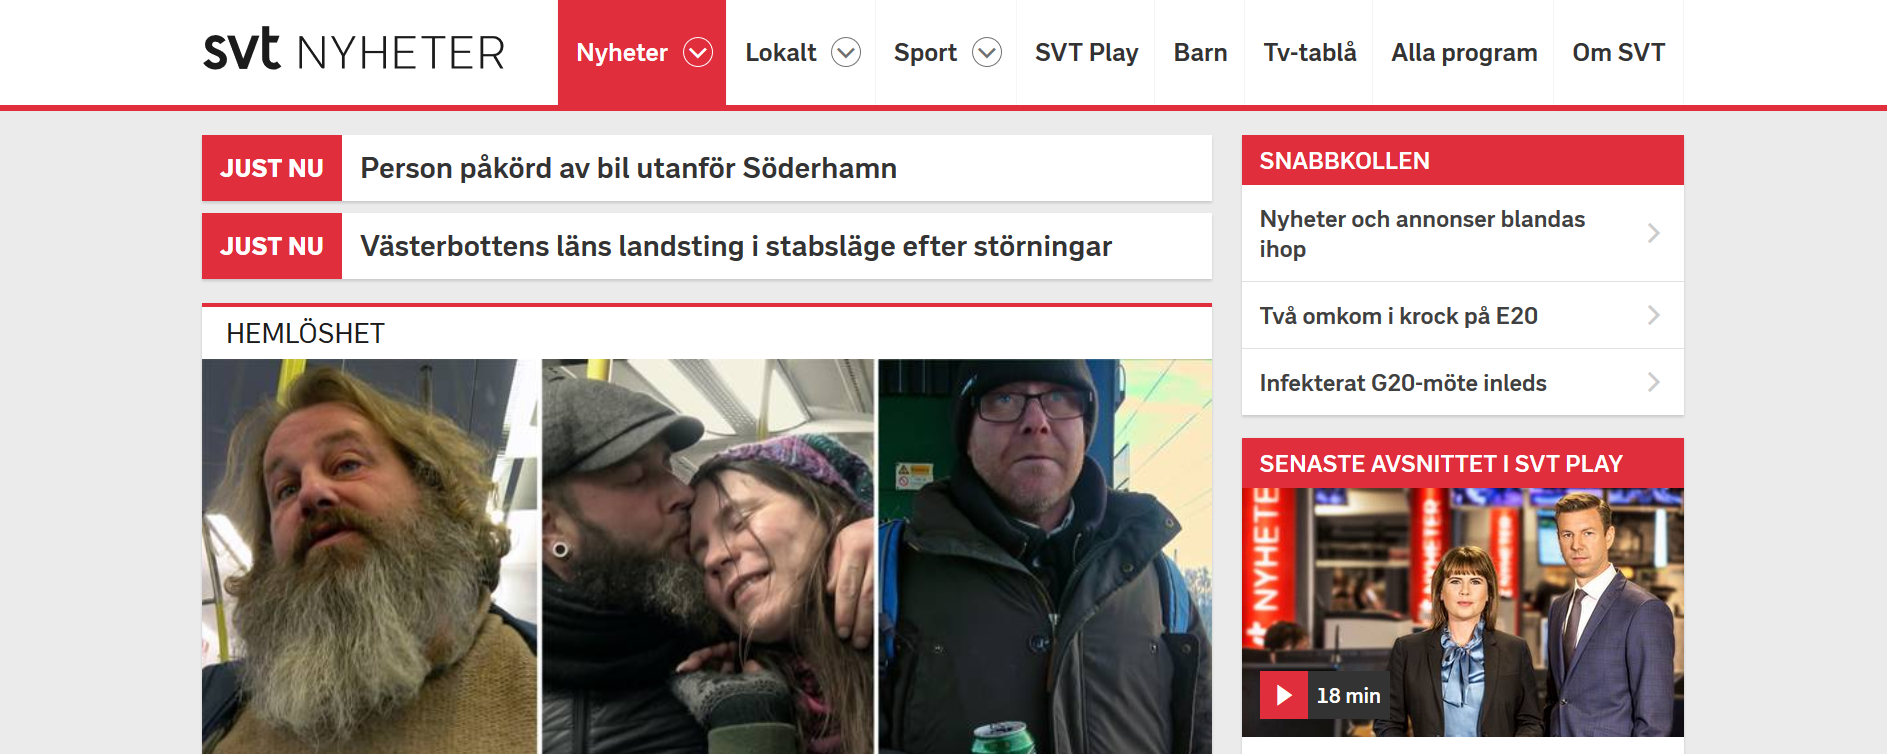 svt NYHETER
Nyheter
Lokalt
Sport
SVT Play
Barn
Tv-tablå
Alla program
Om SVT
JUST NU
Person påkörd av bil utanför Söderhamn
JUST NU
Västerbottens läns landsting i stabsläge efter störningar
HEMLÖSHET
SNABBKOLLEN
Nyheter och annonser blandas
ihop
Två omkom i krock på E20
Infekterat G20-möte inleds
SENASTE AVSNITTET I SVT PLAY
NYHETER
18 min